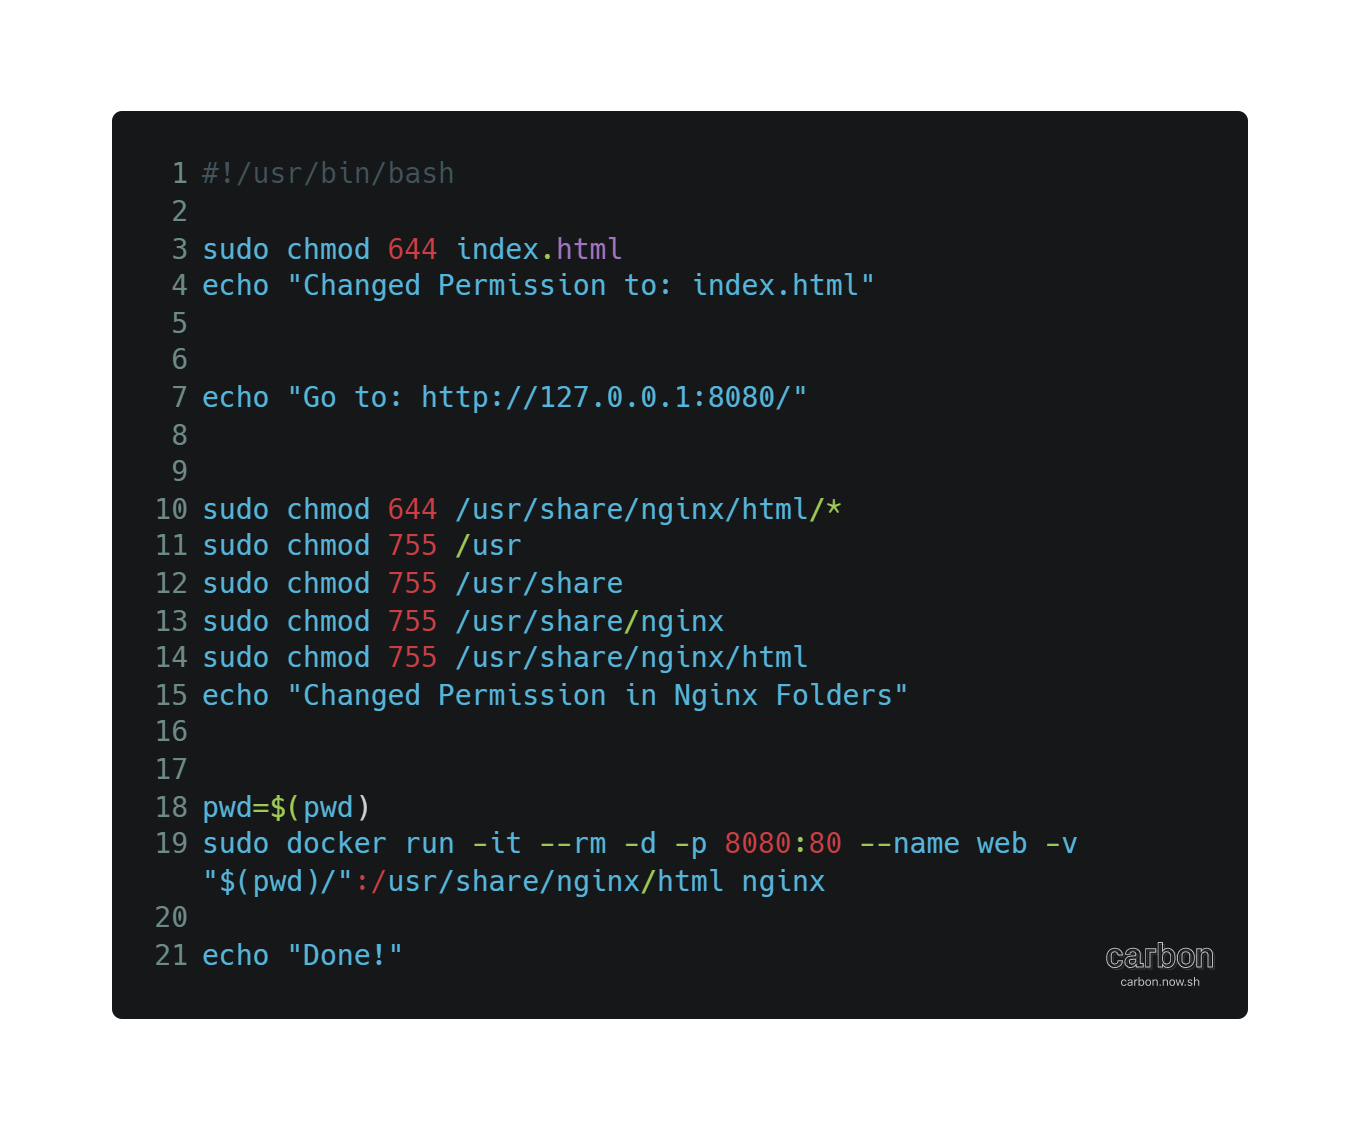 1 #!/usr/bin/bash
2
3 sudo chmod 644 index.html
4 echo "Changed Permission to: index.html"
5
6
7 echo "Go to: http://127.0.0.1:8080/"
8
9
10 sudo chmod 644 /usr/share/nginx/html/*
11 sudo chmod 755 /usr
12 sudo chmod 755 /usr/share
13 sudo chmod 755 /usr/share/nginx
14 sudo chmod 755 /usr/share/nginx/html
15 echo "Changed Permission in Nginx Folders"
16
17
18 pwd=$(pwd)
19 sudo docker run -it --rm -d -p 8080:80 --name web -v
"$(pwd)/":/usr/share/nginx/html nginx
20
21 echo "Done!"
carbon
carbon.now.sh